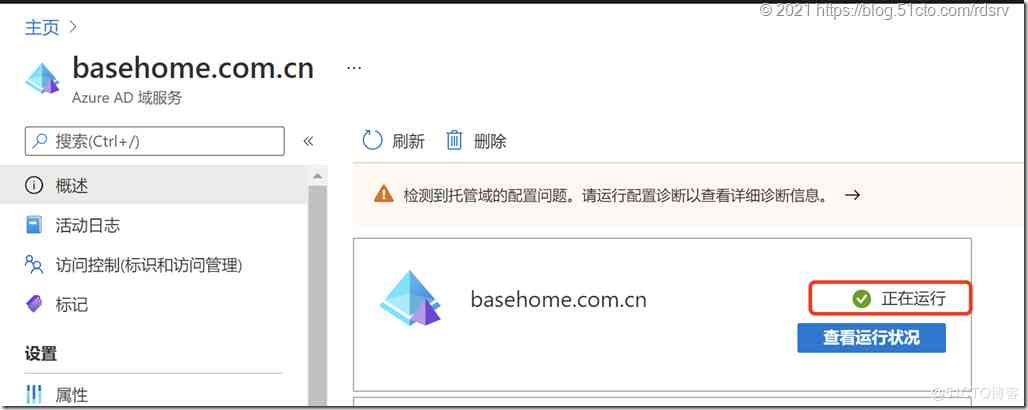 © 2021 https://blog.51cto.com/rdsrv
主页
basehome.com.cn ...
Azure AD 域服务
搜索(Ctrl+/)
«
刷新
删除
概述
检测到托管域的配置问题。请运行配置诊断以查看详细诊断信息。 →
活动日志
访问控制(标识和访问管理)
标记
basehome.com.cn
正在运行
查看运行状况
设置
属性
@51CTO博客